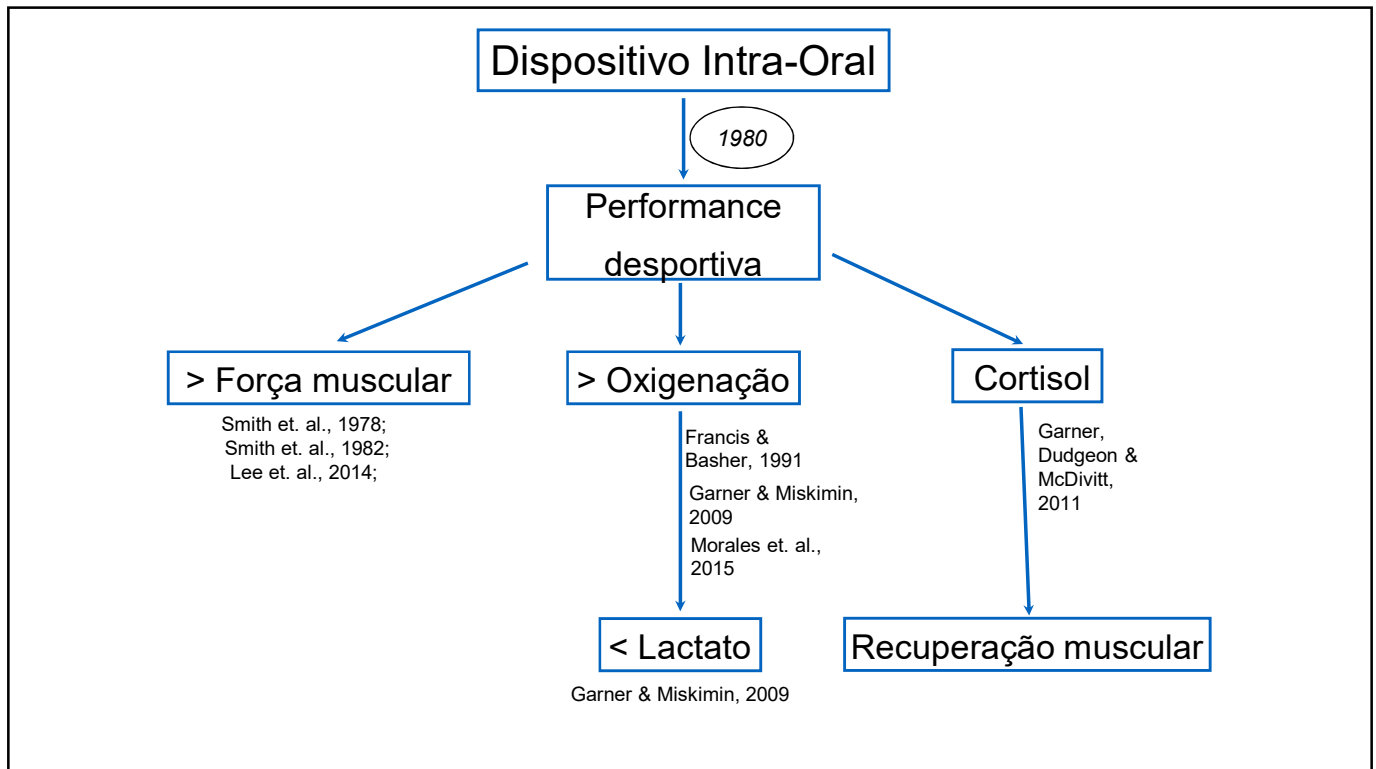 Dispositivo Intra-Oral
1980
Performance
desportiva
> Força muscular
Smith et. al., 1978;
Smith et. al., 1982;
Lee et. al., 2014;
> Oxigenação
Francis &
Basher, 1991
Garner & Miskimin,
2009
Morales et. al.,
2015
< Lactato
Garner & Miskimin, 2009
Cortisol
Garner,
Dudgeon &
McDivitt,
2011
Recuperação muscular